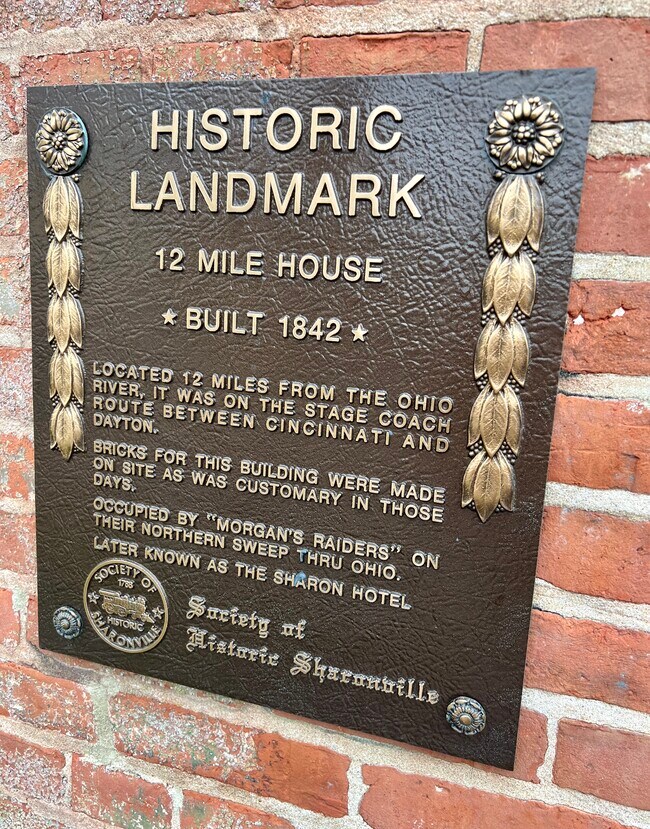 HISTORIC
LANDMARK
12 MILE HOUSE
★ BUILT 1842 ★
LOCATED 12 MILES FROM THE OHIO
RIVER, IT WAS ON THE STAGE COACH
ROUTE BETWEEN CINCINNATI AND
DAYTON.
BRICKS FOR THIS BUILDING WERE MADE
ON SITE AS WAS CUSTOMARY IN THOSE
DAYS.
OCCUPIED BY "MORGAN'S RAIDERS" ON
THEIR NORTHERN SWEEP THRU OHIO.
LATER KNOWN AS THE SHARON HOTEL
SOCIETY OF
1788
HISTORIC
SHARONVILLE
Society of
Historic Sharonville